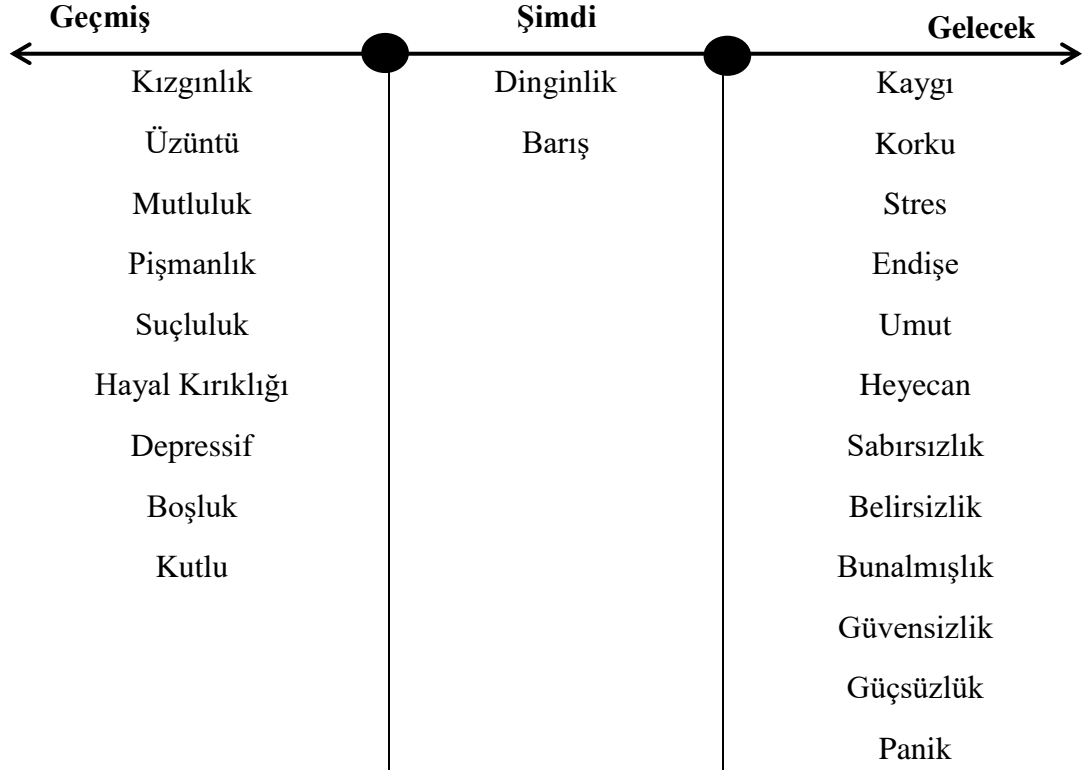 Geçmiş Şimdi Gelecek
Kızgınlık Dinginlik Kaygı
Üzüntü Barış Korku
Mutluluk Stres
Pişmanlık Endişe
Suçluluk Umut
Hayal Kırıklığı Heyecan
Depressif Sabırsızlık
Boşluk Belirsizlik
Kutlu Bunalmışlık
Güvensizlik
Güçsüzlük
Panik